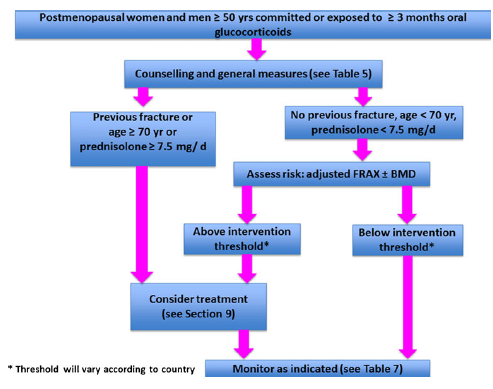 Postmenopausal women and men ≥ 50 yrs committed or exposed to ≥ 3 months oral
glucocorticoids
Counselling and general measures (see Table 5)
Previous fracture or
age ≥ 70 yr or
prednisolone ≥ 7.5 mg/ d
No previous fracture, age < 70 yr,
prednisolone < 7.5 mg/d
Assess risk: adjusted FRAX ± BMD
Above intervention
threshold*
Below intervention
threshold*
Consider treatment
(see Section 9)
* Threshold will vary according to country
Monitor as indicated (see Table 7)